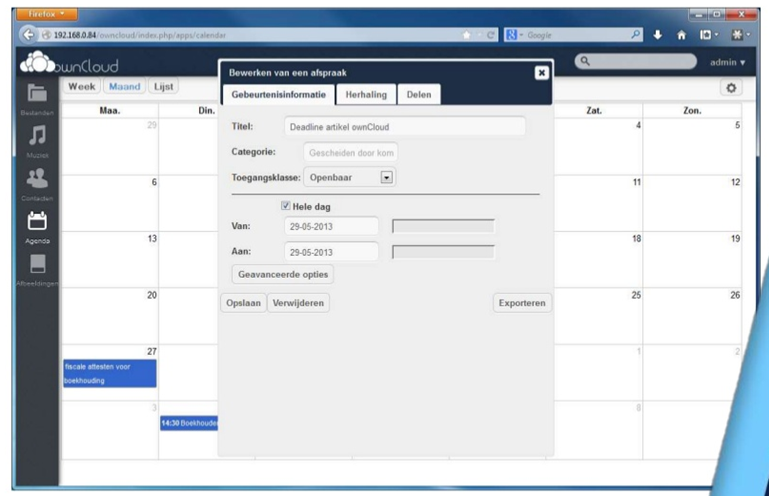 Firefox
192.168.0.84/owncloud/index.php/apps/calendar
Google
ownCloud
admin
Bestanden
Muziek
Contacten
Agenda
Afbeeldingen
Week Maand Lijst
Maa. Din. Zat. Zon.
29 4 5
6 11 12
13 18 19
20 25 26
27 1 2
fiscale attesten voor
boekhouding
3 8
14:30 Boekhouder
Bewerken van een afspraak
Gebeurtenisinformatie Herhaling Delen
Titel: Deadline artikel ownCloud
Categorie: Gescheiden door kom
Toegangsklasse: Openbaar
Hele dag
Van: 29-05-2013
Aan: 29-05-2013
Geavanceerde opties
Opslaan Verwijderen Exporteren